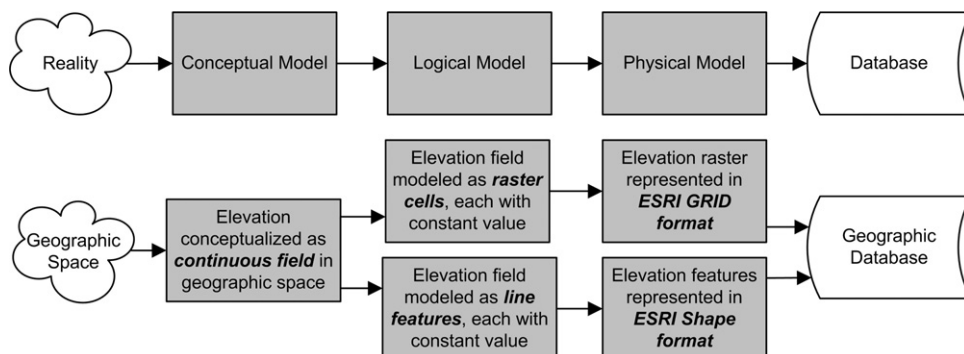 Reality
Conceptual Model
Logical Model
Physical Model
Database
Geographic
Space
Elevation
conceptualized as
continuous field in
geographic space
Elevation field
modeled as raster
cells, each with
constant value
Elevation raster
represented in
ESRI GRID
format
Elevation field
modeled as line
features, each with
constant value
Elevation features
represented in
ESRI Shape
format
Geographic
Database